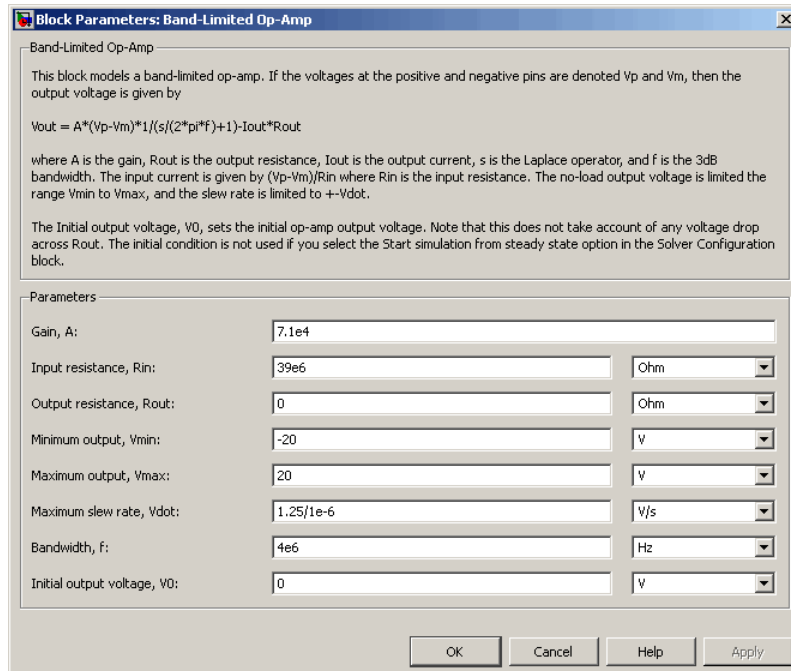 Block Parameters: Band-Limited Op-Amp
Band-Limited Op-Amp
This block models a band-limited op-amp. If the voltages at the positive and negative pins are denoted Vp and Vm, then the
output voltage is given by
Vout = A*(Vp-Vm)*1/(s/(2*pi*f)+1)-Iout*Rout
where A is the gain, Rout is the output resistance, Iout is the output current, s is the Laplace operator, and f is the 3dB
bandwidth. The input current is given by (Vp-Vm)/Rin where Rin is the input resistance. The no-load output voltage is limited the
range Vmin to Vmax, and the slew rate is limited to +-Vdot.
The Initial output voltage, V0, sets the initial op-amp output voltage. Note that this does not take account of any voltage drop
across Rout. The initial condition is not used if you select the Start simulation from steady state option in the Solver Configuration
block.
Parameters
Gain, A: 7.1e4
Input resistance, Rin: 39e6 Ohm
Output resistance, Rout: 0 Ohm
Minimum output, Vmin: -20 V
Maximum output, Vmax: 20 V
Maximum slew rate, Vdot: 1.25/1e-6 V/s
Bandwidth, f: 4e6 Hz
Initial output voltage, V0: 0 V
OK Cancel Help Apply